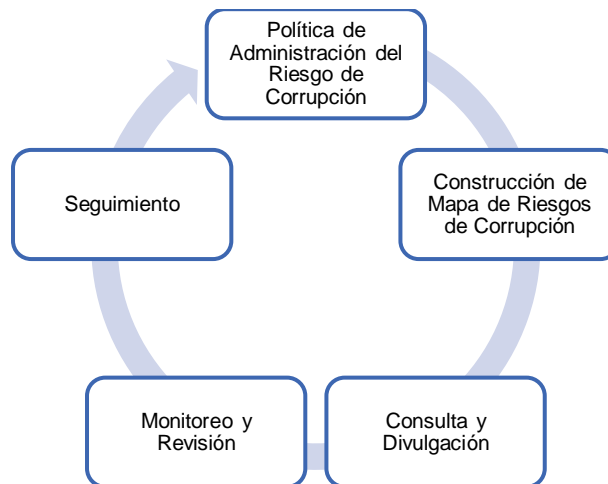 Política de
Administración del
Riesgo de
Corrupción
Construcción de
Mapa de Riesgos
de Corrupción
Consulta y
Divulgación
Monitoreo y
Revisión
Seguimiento